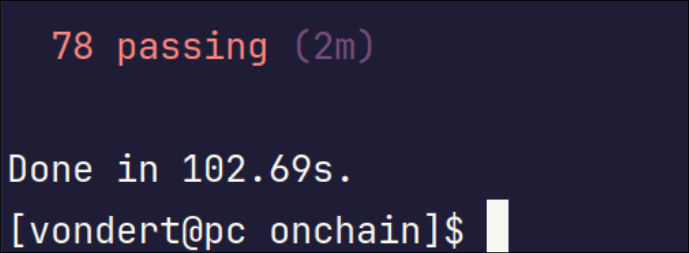 78 passing (2m)
Done in 102.69s.
[vondert@pc onchain]$